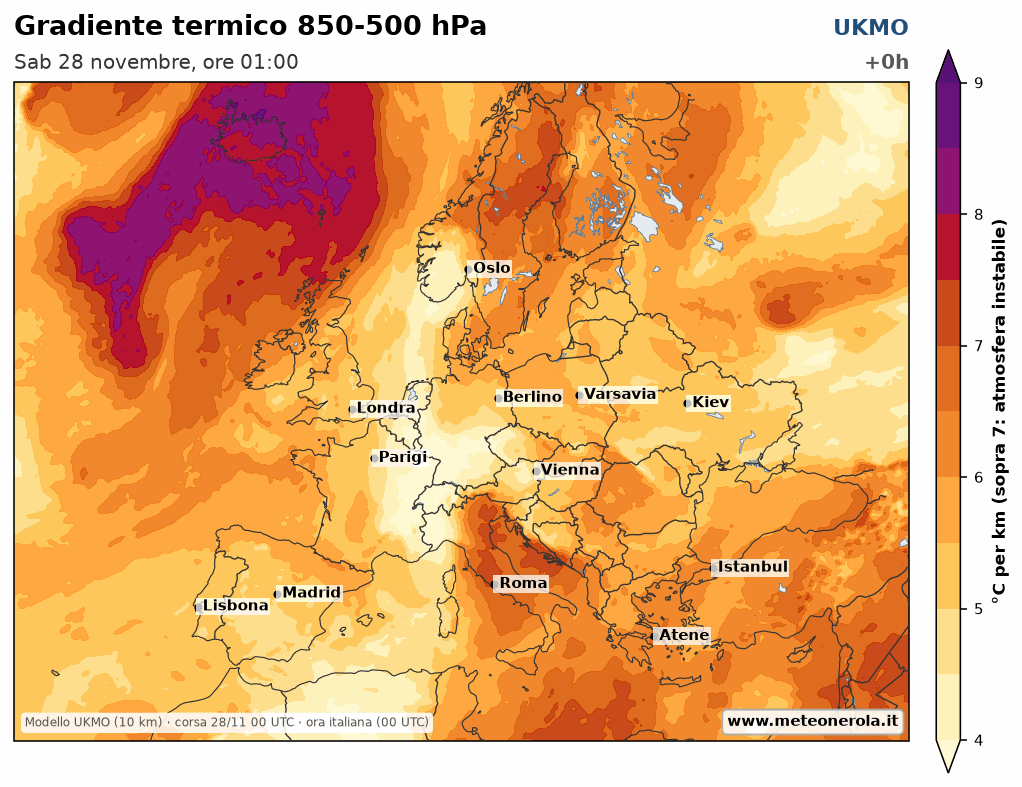 Gradiente termico 850-500 hPa
UKMO
Sab 28 novembre, ore 01:00
+0h
Oslo
Londra
Berlino
Varsavia
Kiev
Parigi
Vienna
Istanbul
Roma
Madrid
Lisbona
Atene
Modello UKMO (10 km) · corsa 28/11 00 UTC · ora italiana (00 UTC)
www.meteonerola.it
9
8
7
6
5
4
°C per km (sopra 7: atmosfera instabile)